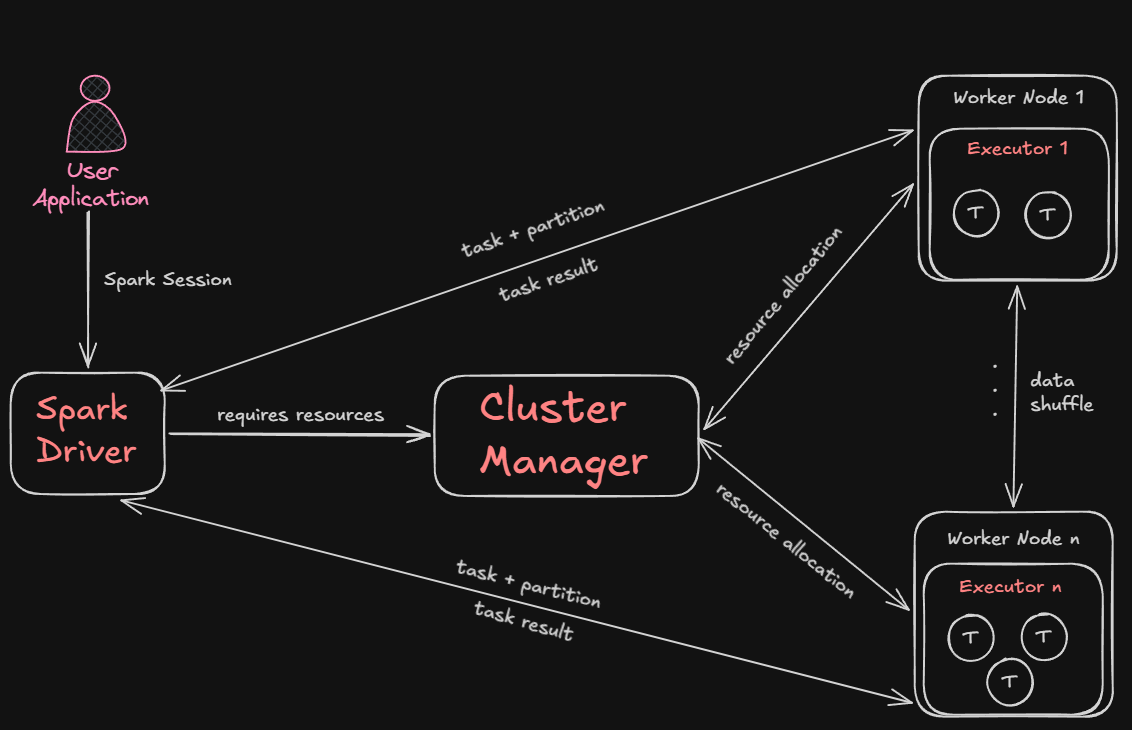 User
Application
Spark Session
Spark
Driver
requires resources
Cluster
Manager
task + partition
task result
task + partition
task result
resource allocation
resource allocation
Worker Node 1
Executor 1
T
T
data
shuffle
Worker Node n
Executor n
T
T
T